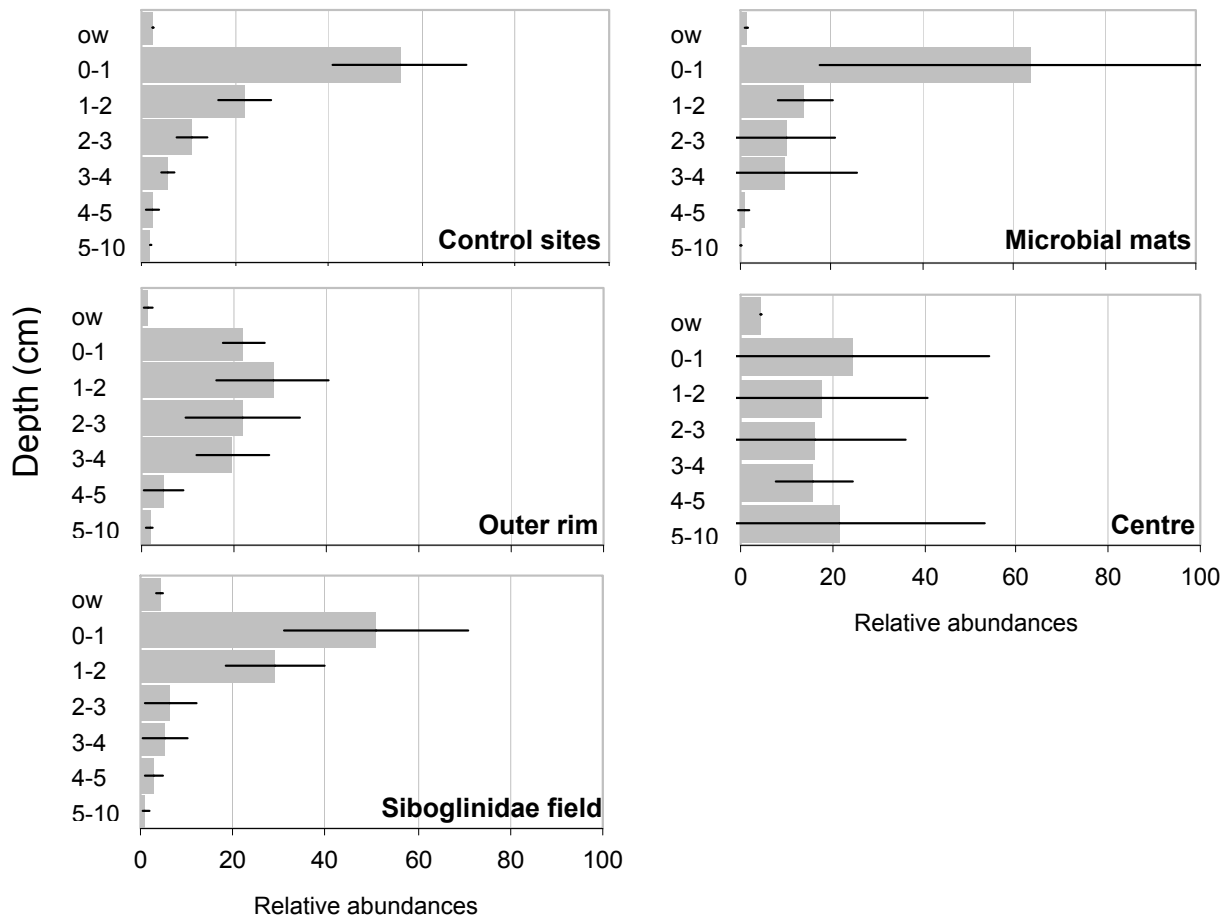 Depth (cm)
ow
0-1
1-2
2-3
3-4
4-5
5-10
Control sites
ow
0-1
1-2
2-3
3-4
4-5
5-10
Microbial mats
ow
0-1
1-2
2-3
3-4
4-5
5-10
Outer rim
ow
0-1
1-2
2-3
3-4
4-5
5-10
Centre
0 20 40 60 80 100
Relative abundances
ow
0-1
1-2
2-3
3-4
4-5
5-10
Siboglinidae field
0 20 40 60 80 100
Relative abundances